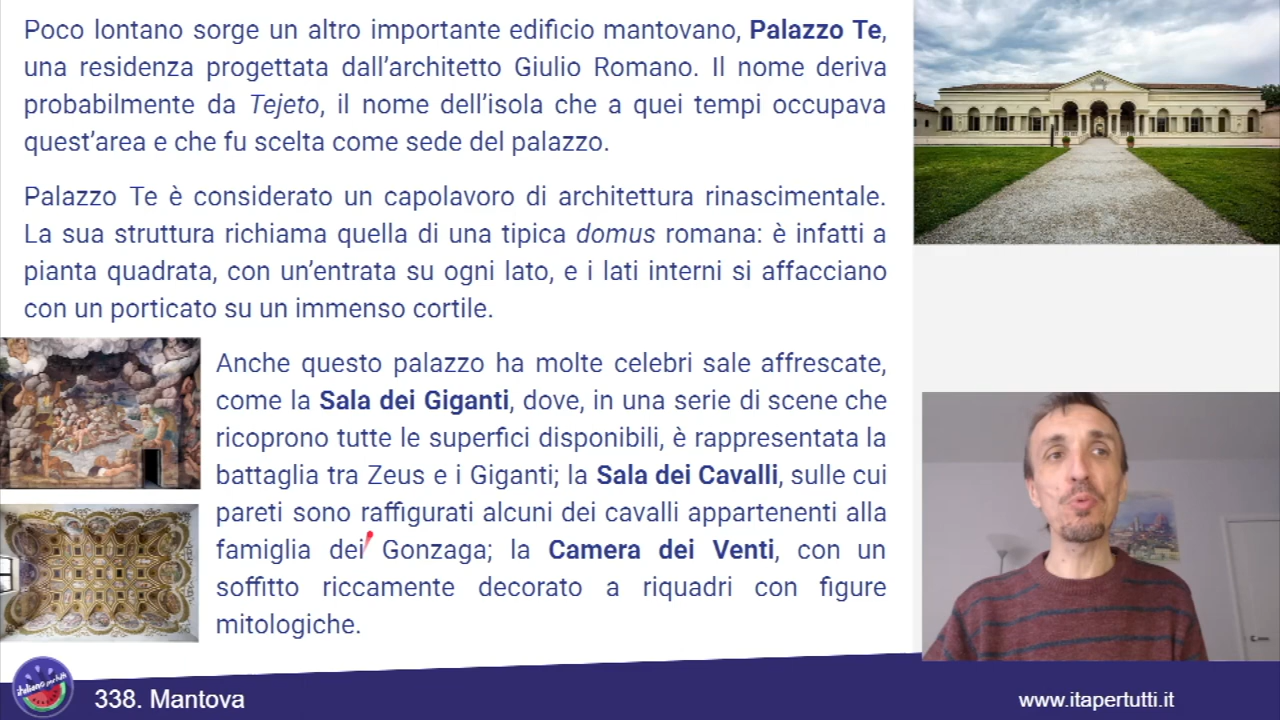 Poco lontano sorge un altro importante edificio mantovano, Palazzo Te,
una residenza progettata dall'architetto Giulio Romano. Il nome deriva
probabilmente da Tejeto, il nome dell'isola che a quei tempi occupava
quest'area e che fu scelta come sede del palazzo.
Palazzo Te è considerato un capolavoro di architettura rinascimentale.
La sua struttura richiama quella di una tipica domus romana: è infatti a
pianta quadrata, con un'entrata su ogni lato, e i lati interni si affacciano
con un porticato su un immenso cortile.
Anche questo palazzo ha molte celebri sale affrescate,
come la Sala dei Giganti, dove, in una serie di scene che
ricoprono tutte le superfici disponibili, è rappresentata la
battaglia tra Zeus e i Giganti; la Sala dei Cavalli, sulle cui
pareti sono raffigurati alcuni dei cavalli appartenenti alla
famiglia dei Gonzaga; la Camera dei Venti, con un
soffitto riccamente decorato a riquadri con figure
mitologiche.
italiano per tutti
338. Mantova
www.itapertutti.it